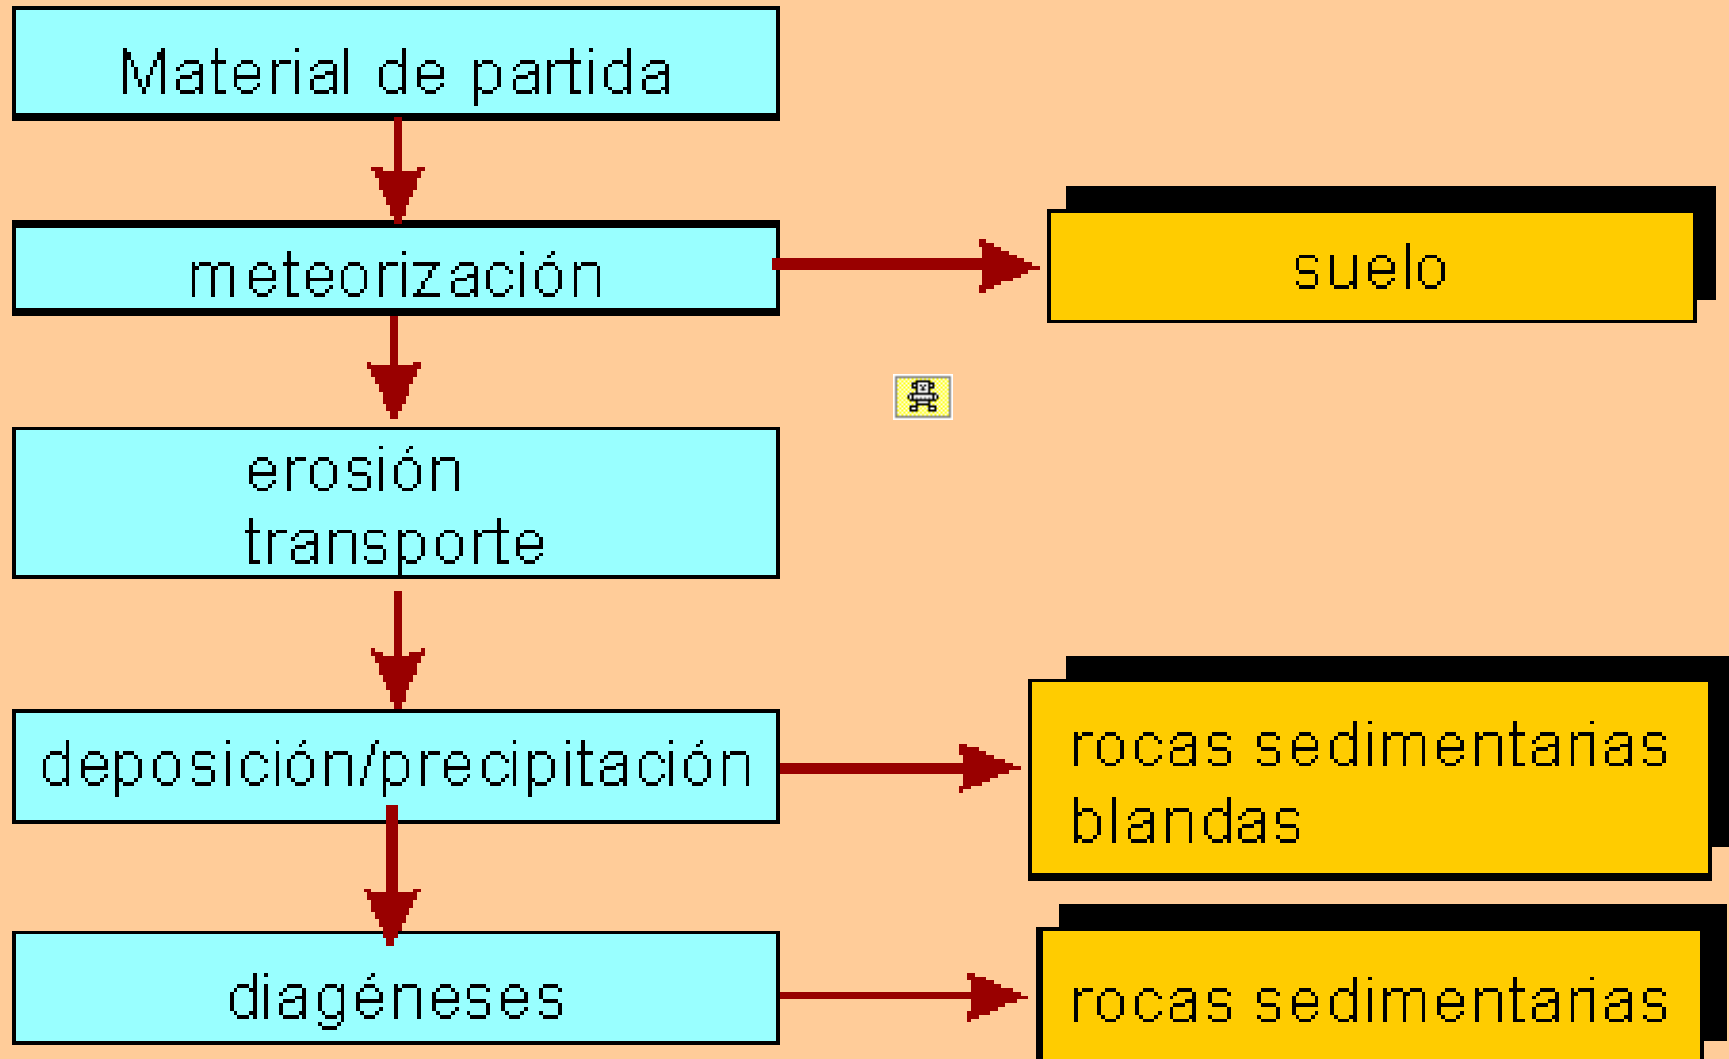 Material de partida
meteorización
suelo
erosión
transporte
deposición/precipitación
rocas sedimentarias
blandas
diagéneses
rocas sedimentarias